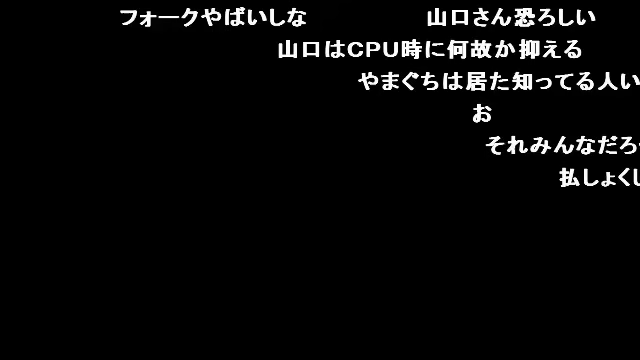 フォークやばいしな
山口さん恐ろしい
山口はCPU時に何故か抑える
やまぐちは居た知ってる人い
お
それみんなだろ
払しょくし